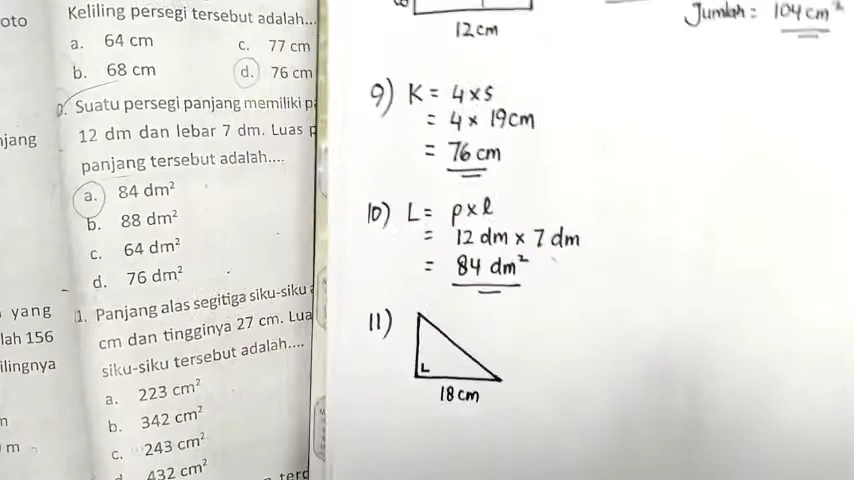 oto
jang
yang
lah 156
ilingnya
m
Keliling persegi tersebut adalah...
a. 64 cm
c. 77 cm
b. 68 cm
d. 76 cm
Suatu persegi panjang memiliki
12 dm dan lebar 7 dm. Luas
panjang tersebut adalah....
a. 84 dm²
b. 88 dm²
c. 64 dm²
d. 76 dm²
1. Panjang alas segitiga siku-siku
cm dan tingginya 27 cm. Lua
siku-siku tersebut adalah....
a. 223 cm²
b. 342 cm²
c. 243 cm²
432 cm²
terd
12 cm
Jumlah = 104 cm²
9) K = 4 x s
= 4 x 19 cm
= 76 cm
10) L = p x l
= 12 dm x 7 dm
= 84 dm²
11)
18 cm